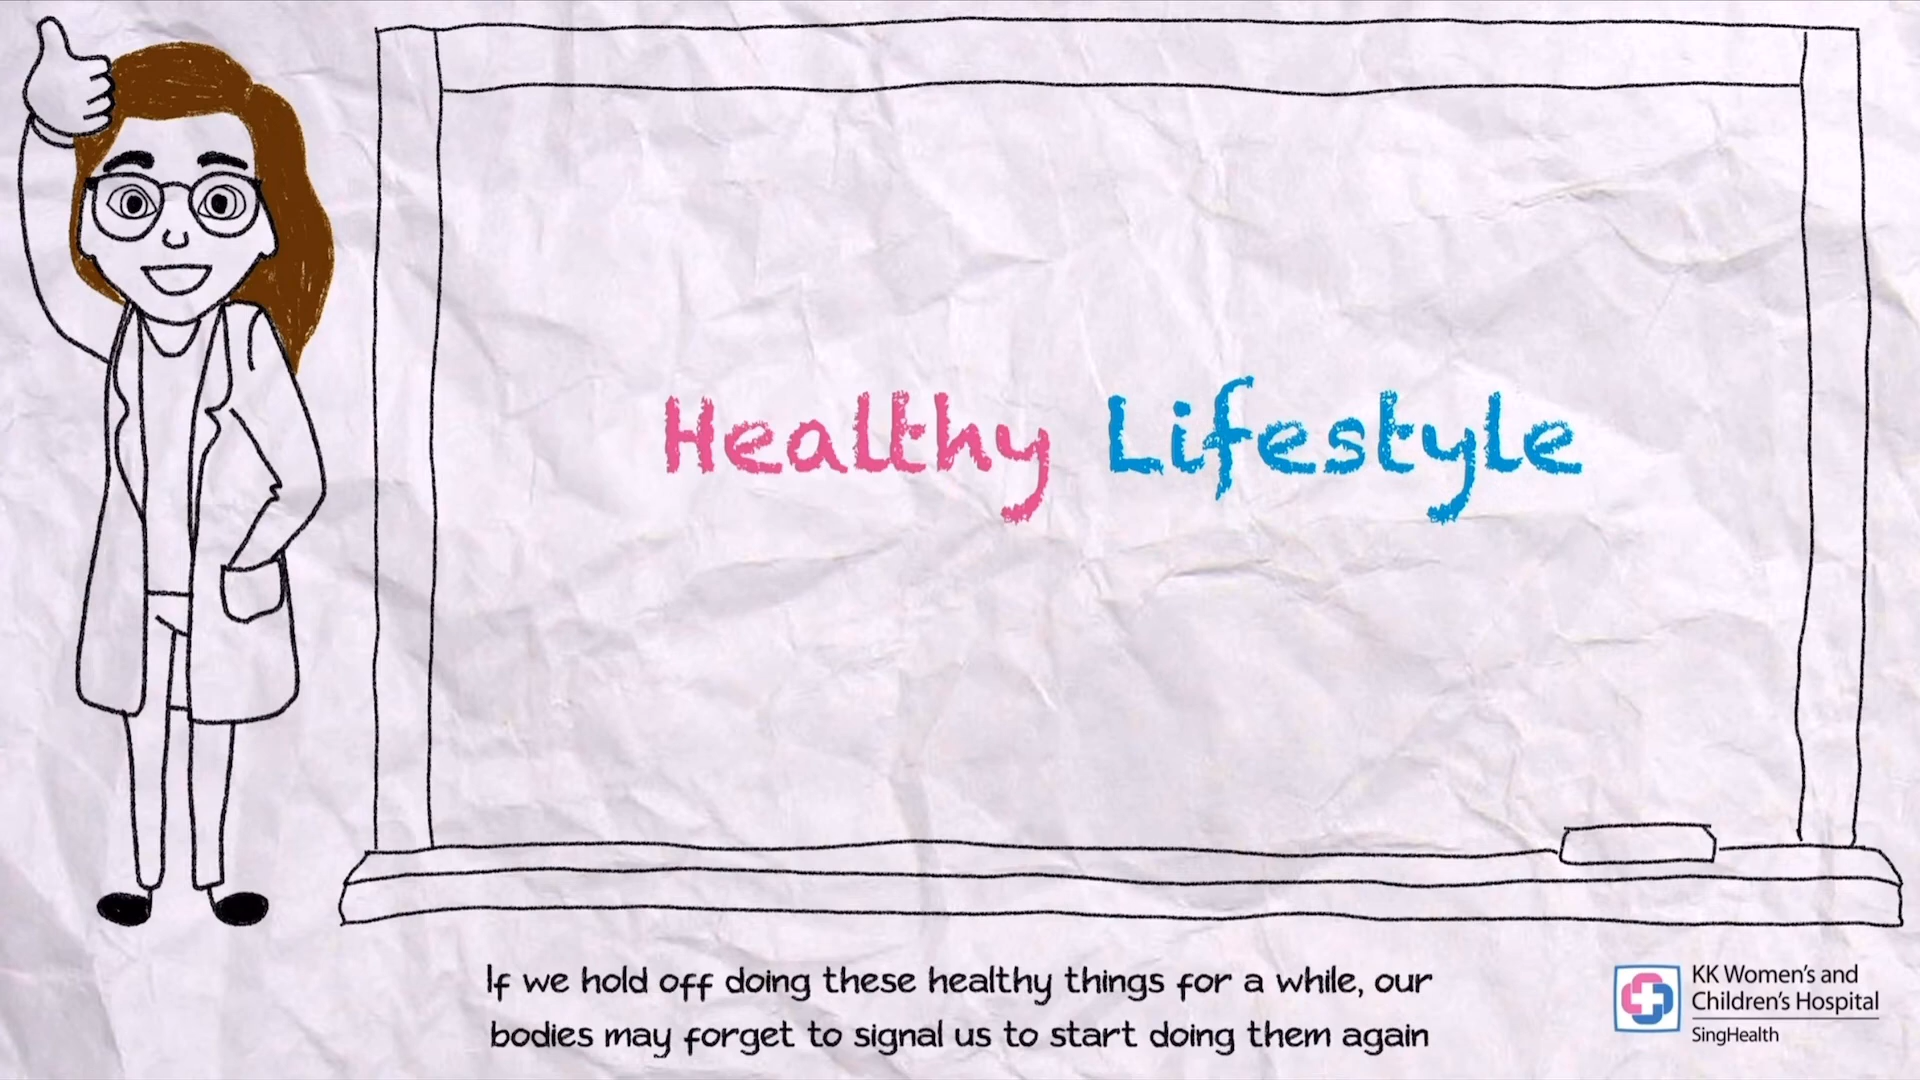 Healthy Lifestyle
If we hold off doing these healthy things for a while, our
bodies may forget to signal us to start doing them again
KK Women's and
Children's Hospital
SingHealth